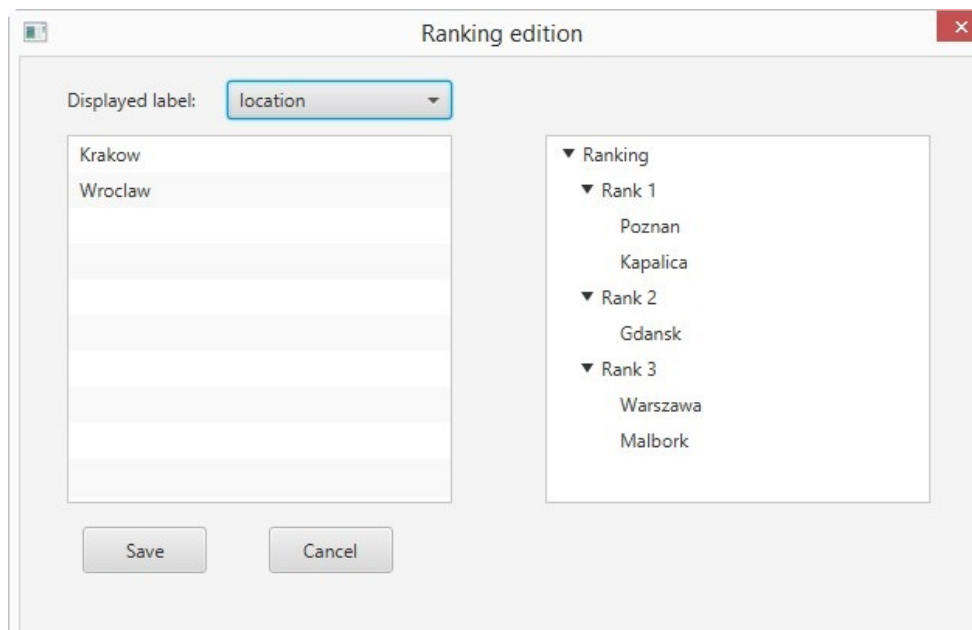 Ranking edition
Displayed label: location
Krakow
Wroclaw
Ranking
Rank 1
Poznan
Kapalica
Rank 2
Gdansk
Rank 3
Warszawa
Malbork
Save Cancel